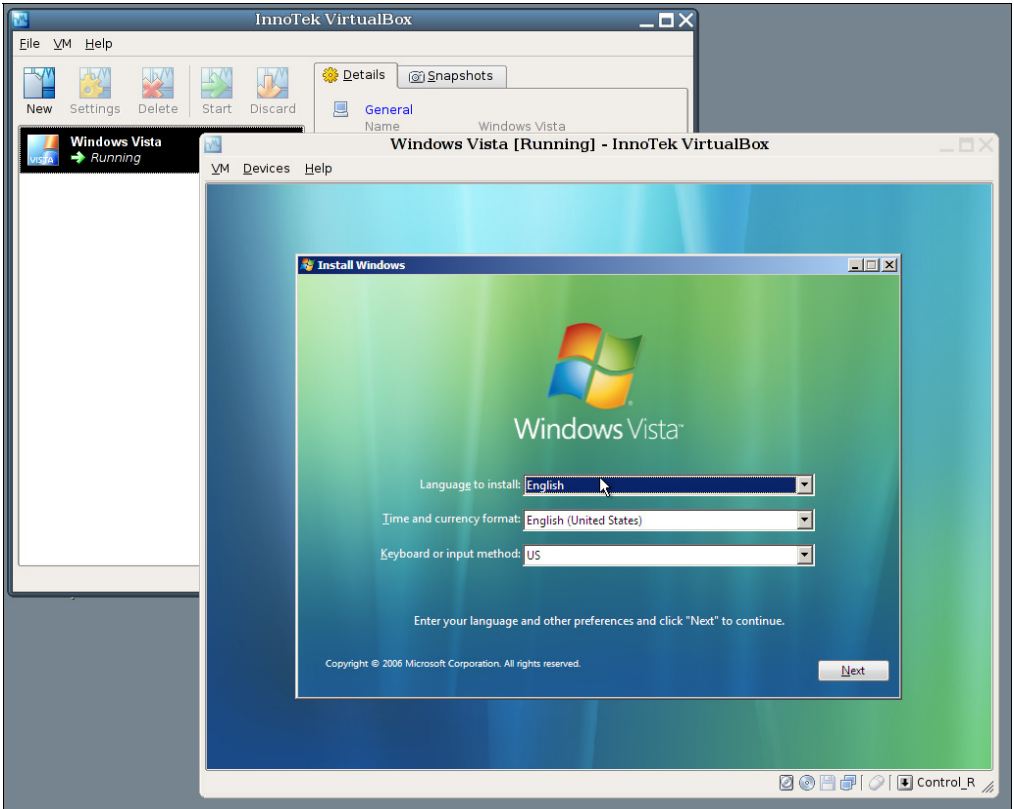 InnoTek VirtualBox
File VM Help
New Settings Delete Start Discard
Details Snapshots
General
Name Windows Vista
VISTA
Windows Vista
Running
Windows Vista [Running] - InnoTek VirtualBox
VM Devices Help
Install Windows
Windows Vista™
Language to install: English
Time and currency format: English (United States)
Keyboard or input method: US
Enter your language and other preferences and click "Next" to continue.
Copyright © 2006 Microsoft Corporation. All rights reserved.
Next
Control_R